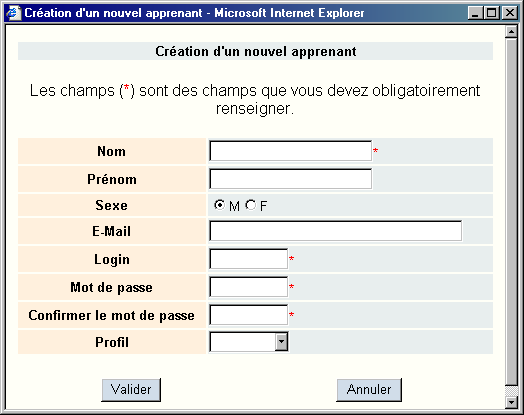 Création d'un nouvel apprenant - Microsoft Internet Explorer
Création d'un nouvel apprenant
Les champs (*) sont des champs que vous devez obligatoirement
renseigner.
Nom *
Prénom
Sexe M F
E-Mail
Login *
Mot de passe *
Confirmer le mot de passe *
Profil
Valider Annuler